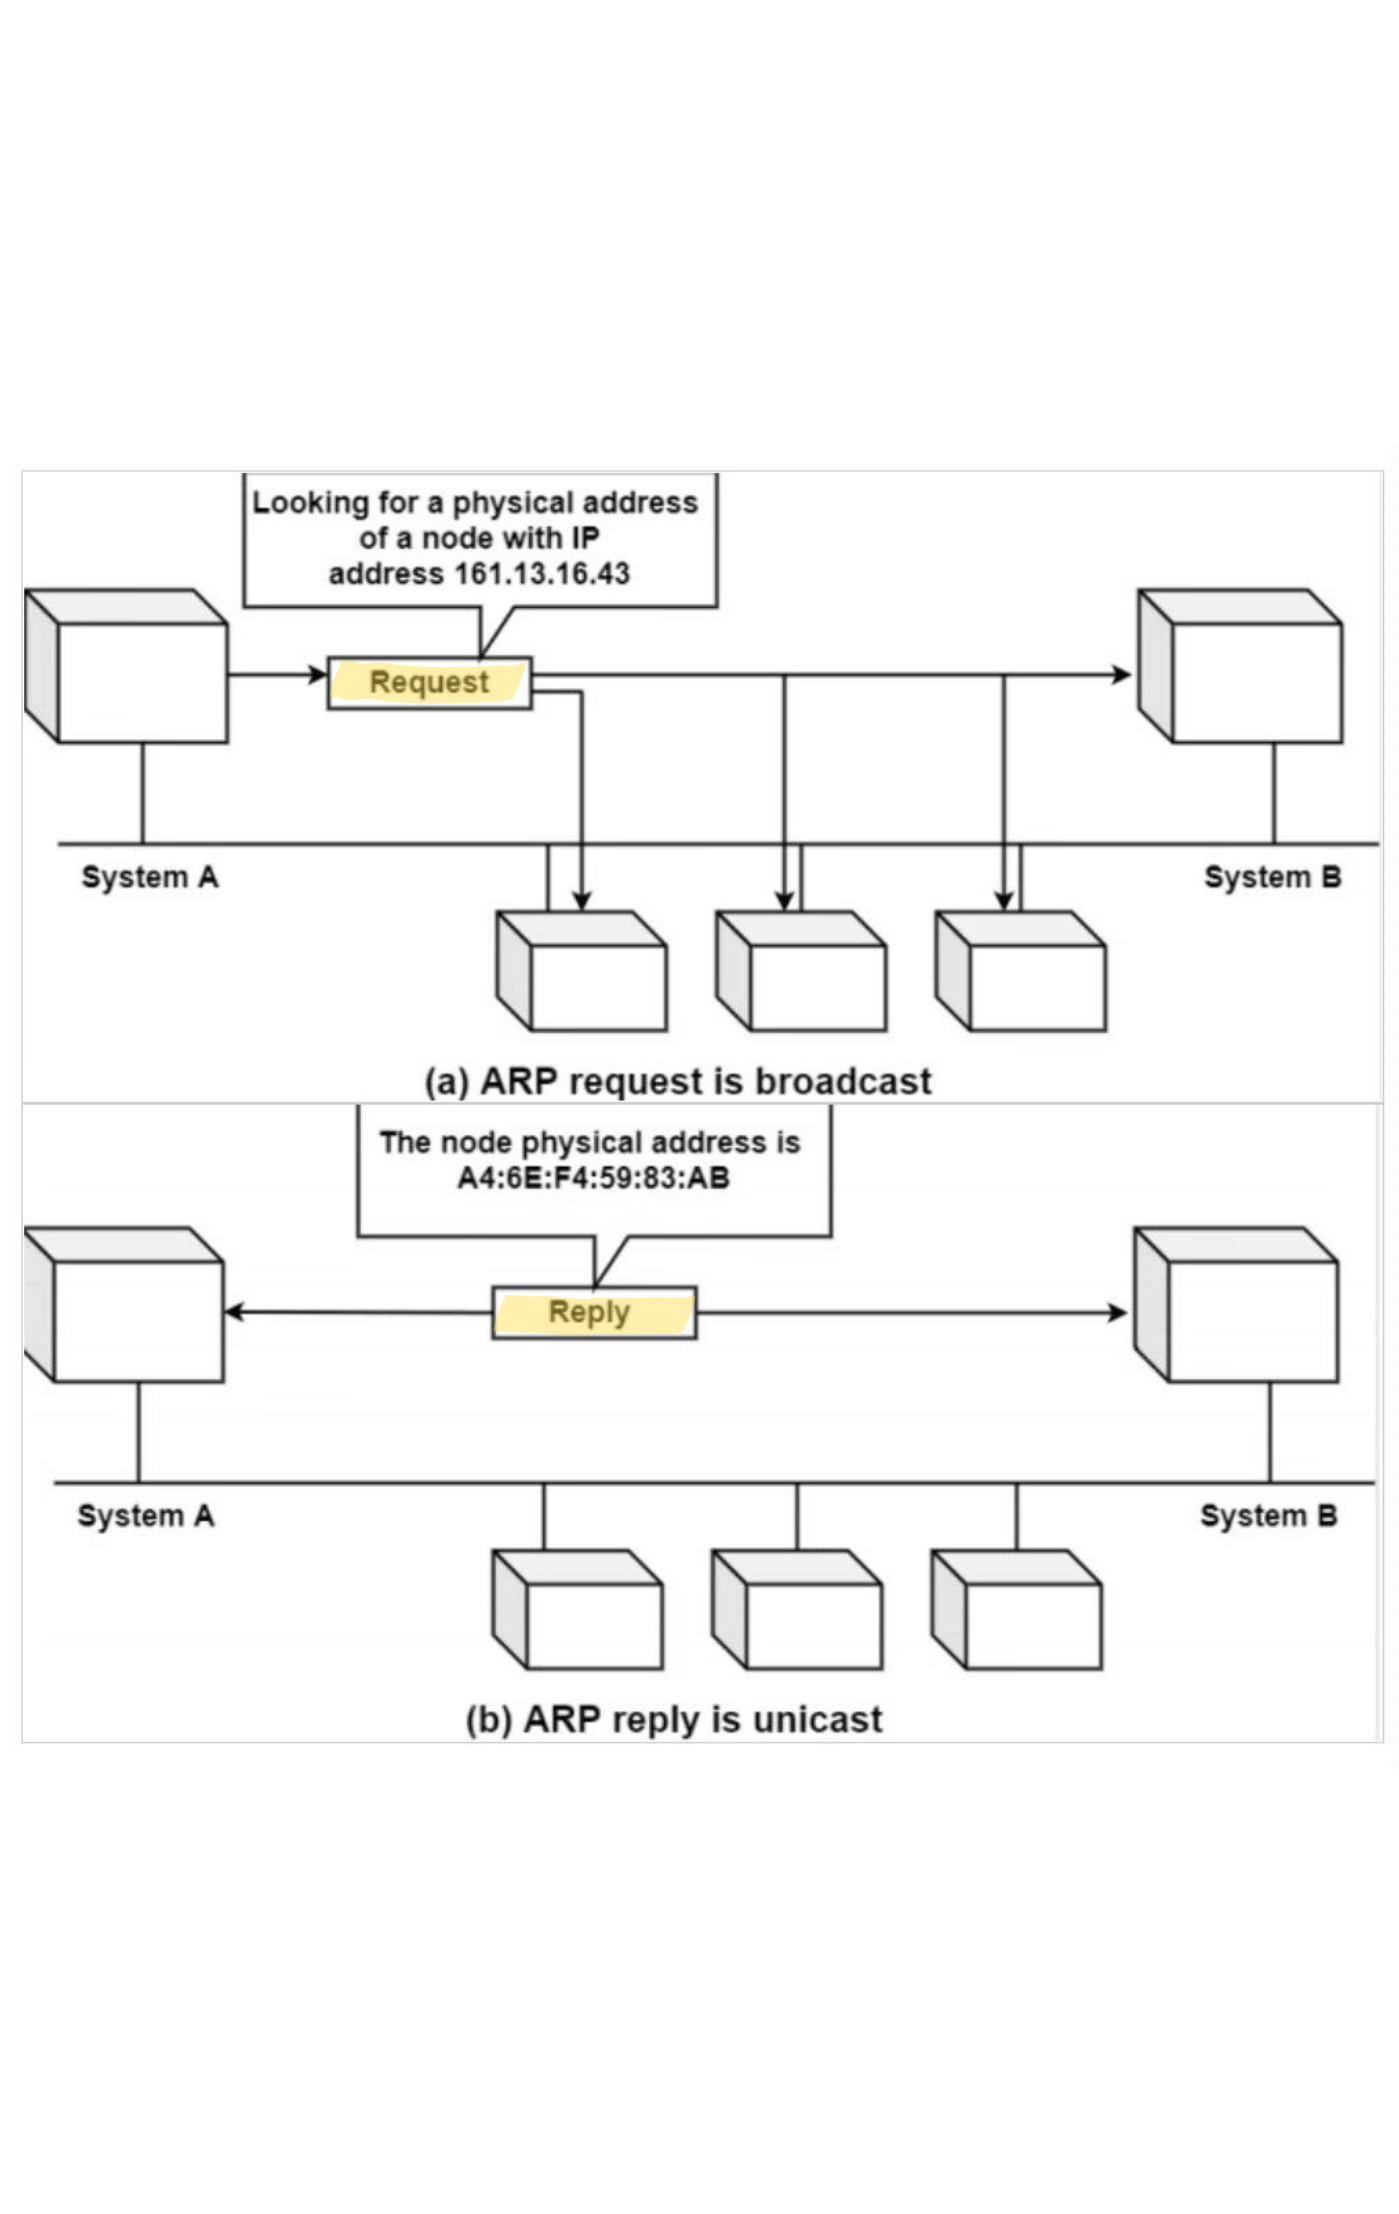 Looking for a physical address
of a node with IP
address 161.13.16.43
Request
System A
System B
(a) ARP request is broadcast
The node physical address is
A4:6E:F4:59:83:AB
Reply
System A
System B
(b) ARP reply is unicast